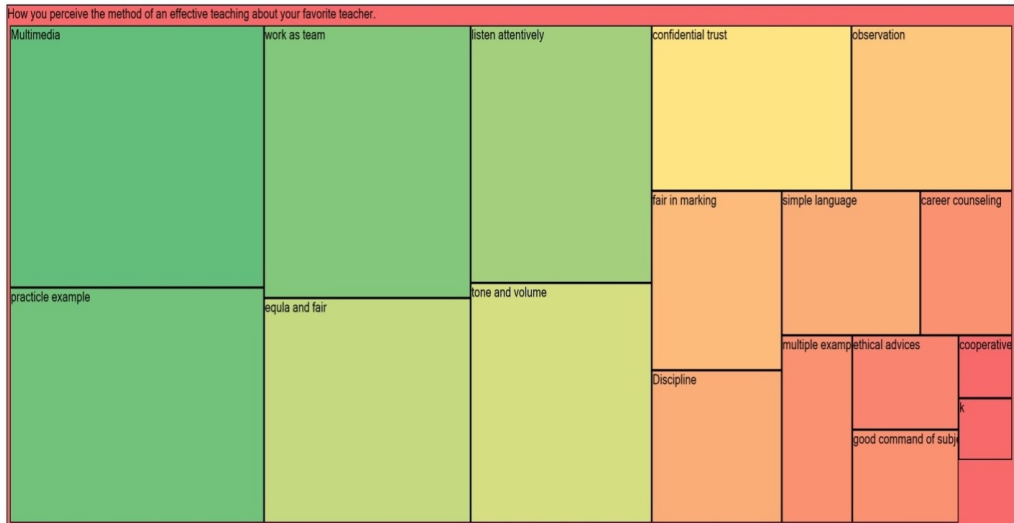 How you perceive the method of an effective teaching about your favorite teacher.
Multimedia
work as team
listen attentively
confidential trust
observation
fair in marking
simple language
career counseling
practicle example
equla and fair
tone and volume
multiple examp
ethical advices
cooperative
Discipline
k
good command of subje